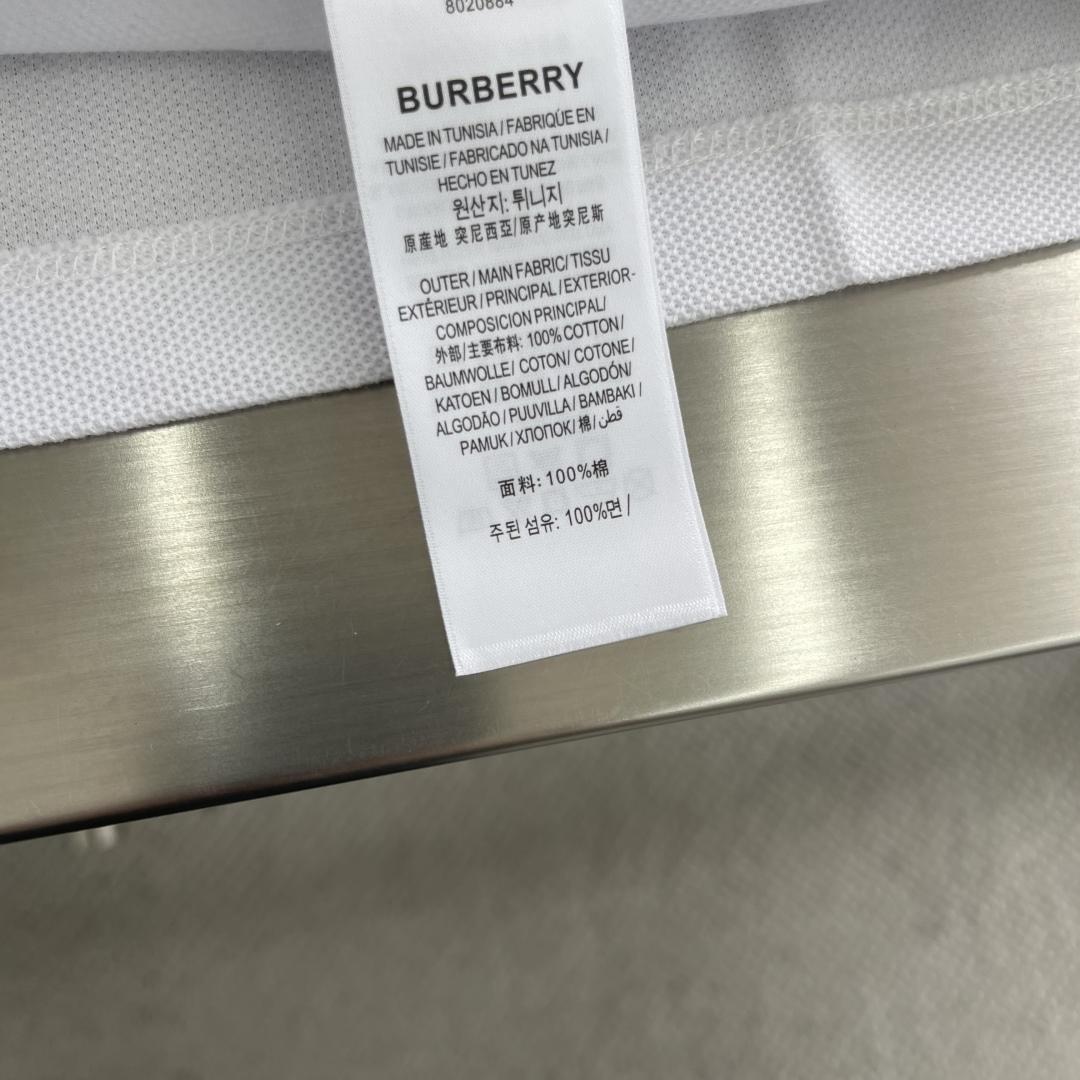 8020884
BURBERRY
MADE IN TUNISIA / FABRIQÚE EN
TUNISIE / FABRICADO NA TUNISIA /
HECHO EN TUNEZ
원산지: 튀니지
原産地 突尼西亞/原产地突尼斯
OUTER / MAIN FABRIC/ TISSU
EXTÉRIEUR / PRINCIPAL / EXTERIOR-
COMPOSICION PRINCIPAL/
外部/主要布料: 100% COTTON /
BAUMWOLLE/ COTON/ COTONE/
KATOEN / BOMULL/ ALGODÓN/
ALGODÃO / PUUVILLA / BAMBAKI /
PAMUK / ХЛОПОК/ 棉/ قطن
面料: 100%棉
주된 섬유: 100%면 /